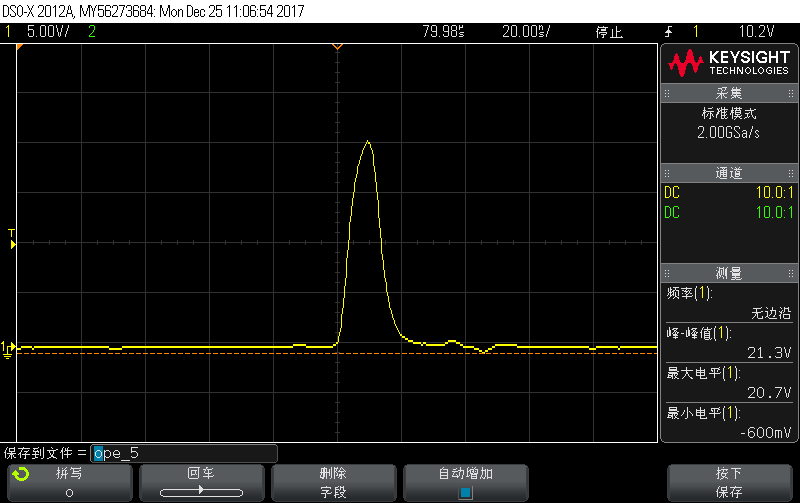 DSO-X 2012A, MY56273684: Mon Dec 25 11:06:54 2017
1 5.00V/ 2 79.98µs 20.00µs/ 停止 1 10.2V
KEYSIGHT
TECHNOLOGIES
采集
标准模式
2.00GSa/s
通道
DC 10.0:1
DC 10.0:1
T
测量
频率(1):
无边沿
1
峰-峰值(1):
21.3V
最大电平(1):
20.7V
最小电平(1):
-600mV
保存到文件 = ope_5
拼写
回车
删除
字段
自动增加
按下
保存